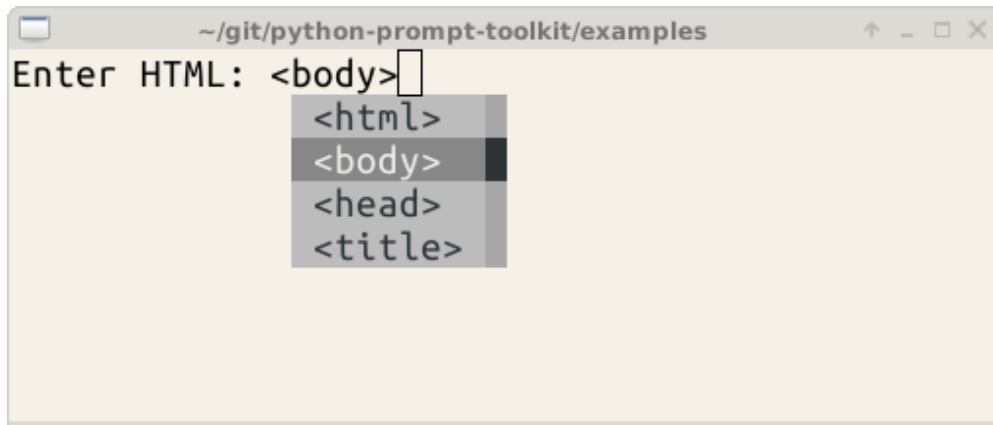 ~/git/python-prompt-toolkit/examples
Enter HTML: <body>
<html>
<body>
<head>
<title>